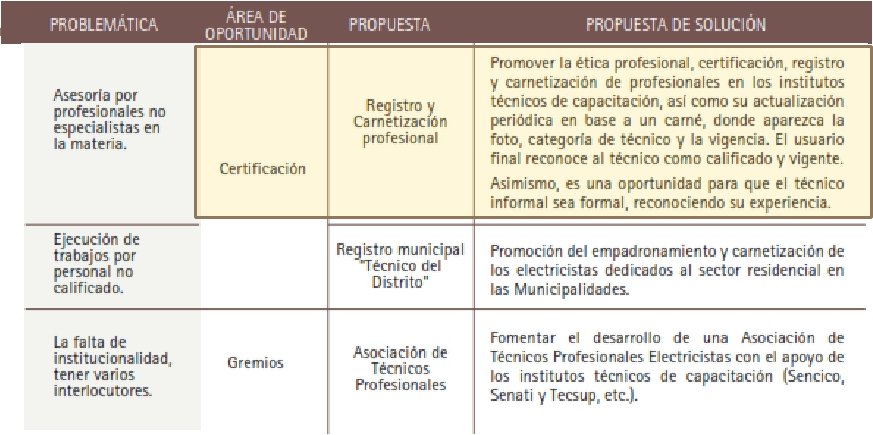 PROBLEMÁTICA
ÁREA DE
OPORTUNIDAD
PROPUESTA
PROPUESTA DE SOLUCIÓN
Asesoría por
profesionales no
especialistas en
la materia.
Certificación
Registro y
Carnetización
profesional
Promover la ética profesional, certificación, registro
y carnetización de profesionales en los institutos
técnicos de capacitación, así como su actualización
periódica en base a un carné, donde aparezca la
foto, categoría de técnico y la vigencia. El usuario
final reconoce al técnico como calificado y vigente.
Asimismo, es una oportunidad para que el técnico
informal sea formal, reconociendo su experiencia.
Ejecución de
trabajos por
personal no
calificado.
Registro municipal
"Técnico del
Distrito"
Promoción del empadronamiento y carnetización de
los electricistas dedicados al sector residencial en
las Municipalidades.
La falta de
institucionalidad,
tener varios
interlocutores.
Gremios
Asociación de
Técnicos
Profesionales
Fomentar el desarrollo de una Asociación de
Técnicos Profesionales Electricistas con el apoyo de
los institutos técnicos de capacitación (Sencico,
Senati y Tecsup, etc.).